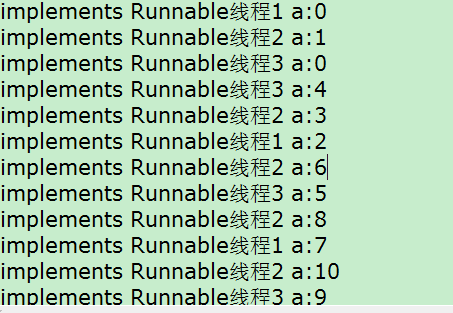 implements Runnable线程1 a:0
implements Runnable线程2 a:1
implements Runnable线程3 a:0
implements Runnable线程3 a:4
implements Runnable线程2 a:3
implements Runnable线程1 a:2
implements Runnable线程2 a:6
implements Runnable线程3 a:5
implements Runnable线程2 a:8
implements Runnable线程1 a:7
implements Runnable线程2 a:10
implements Runnable线程3 a:9